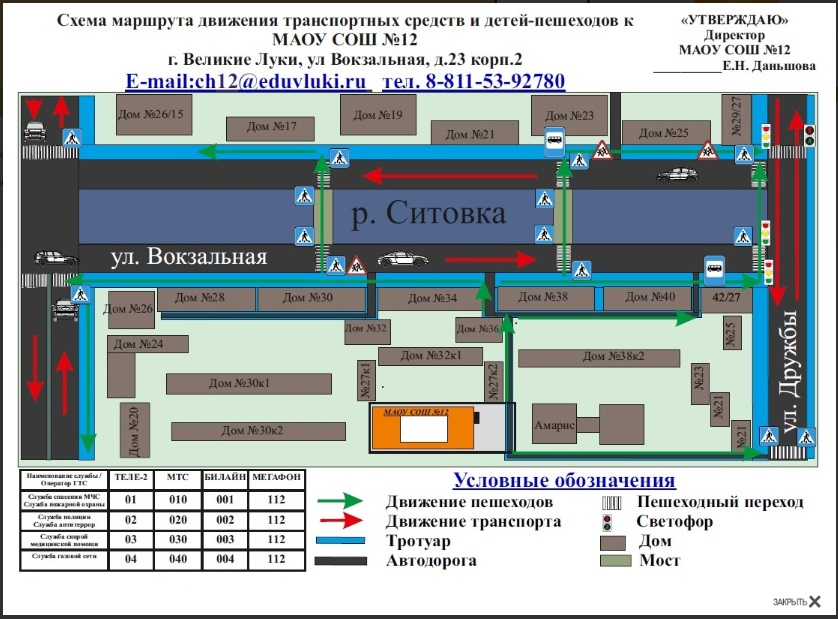 Схема маршрута движения транспортных средств и детей-пешеходов к
МАОУ СОШ №12
г. Великие Луки, ул Вокзальная, д.23 корп.2
E-mail:ch12@eduvluki.ru тел. 8-811-53-92780
«УТВЕРЖДАЮ»
Директор
МАОУ СОШ №12
__________Е.Н. Даньшова
Дом №26/15
Дом №17
Дом №19
Дом №21
Дом №23
Дом №25
№29/27
р. Ситовка
ул. Вокзальная
ул. Дружбы
Дом №26
Дом №28
Дом №30
Дом №34
Дом №38
Дом №40
42/27
Дом №24
Дом №32
Дом №36
№25
Дом №32к1
Дом №38к2
Дом №30к1
№27к1
№27к2
№23
№21
Дом №20
Дом №30к2
МАОУ СОШ №12
Амарис
№21
Наименование службы /
Оператор ГТС
ТЕЛЕ-2 МТС БИЛАЙН МЕГАФОН
Служба спасения МЧС
Служба пожарной охраны
01 010 001 112
Служба полиции
Служба антитеррор
02 020 002 112
Служба скорой
медицинской помощи
03 030 003 112
Служба газовой сети
04 040 004 112
Условные обозначения
Движение пешеходов
Пешеходный переход
Движение транспорта
Светофор
Тротуар
Дом
Автодорога
Мост
ЗАКРЫТЬ X